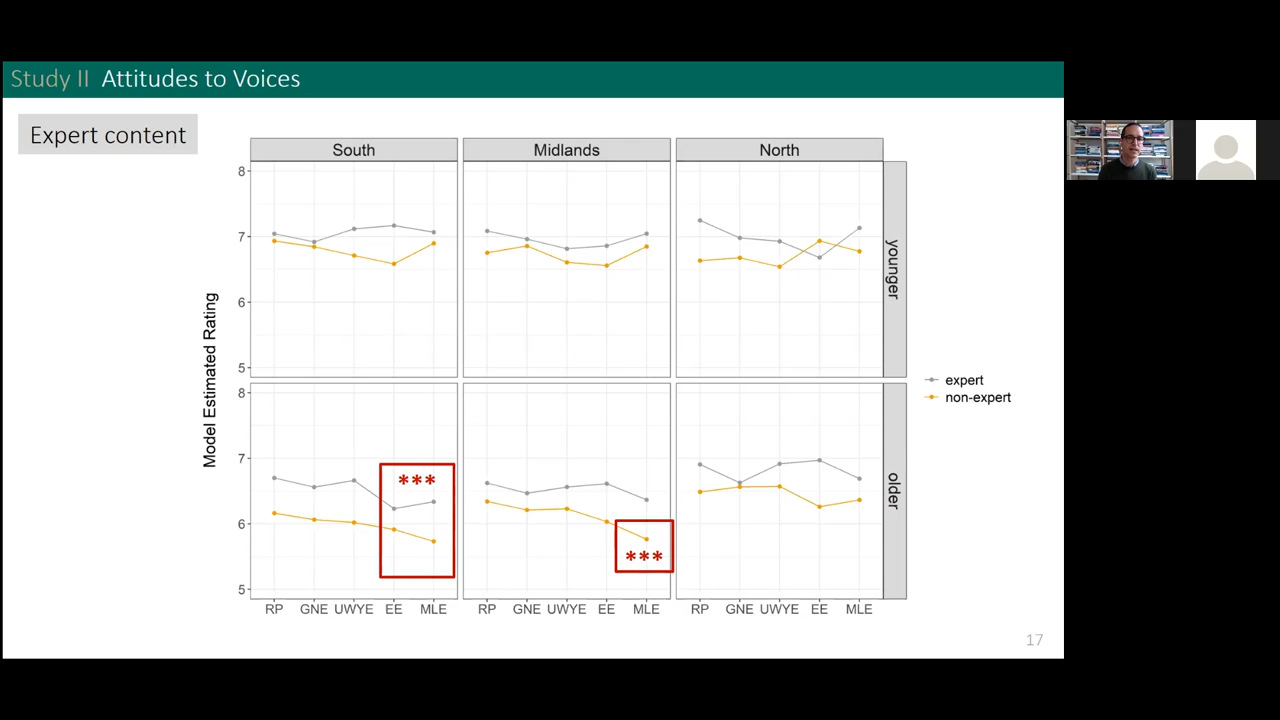 Study II Attitudes to Voices
Expert content
South Midlands North
8
7
6
5
younger
Model Estimated Rating
8
7
6
5
older
***
***
expert
non-expert
RP GNE UWYE EE MLE RP GNE UWYE EE MLE RP GNE UWYE EE MLE
17